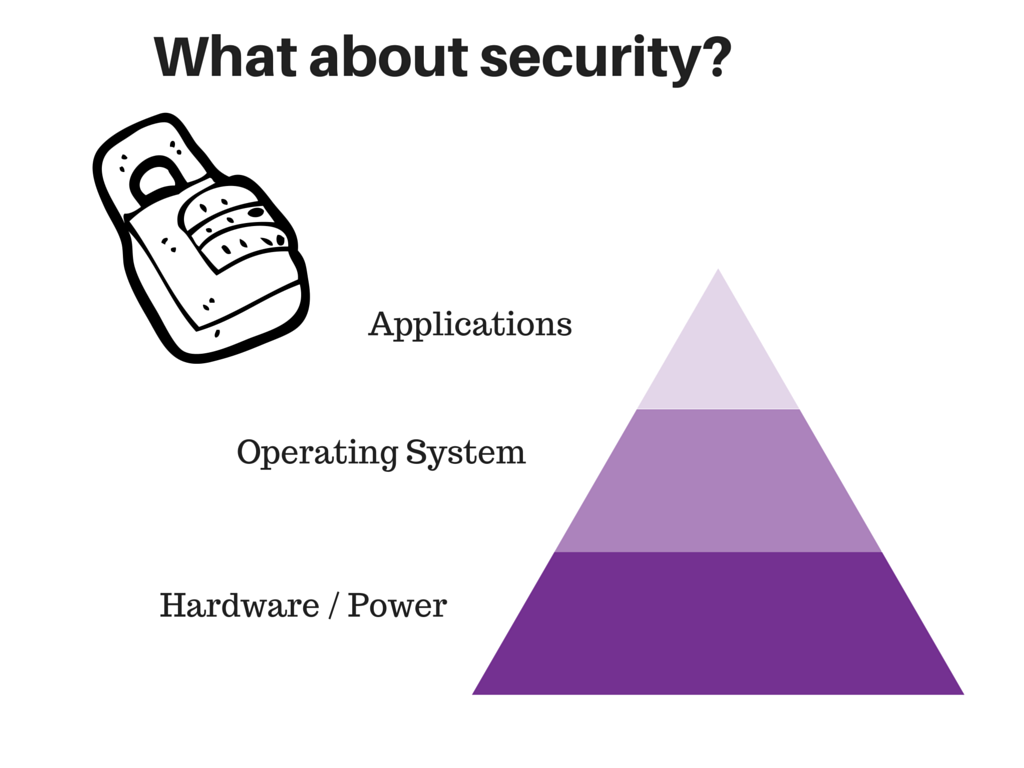 What about security?
Applications
Operating System
Hardware / Power